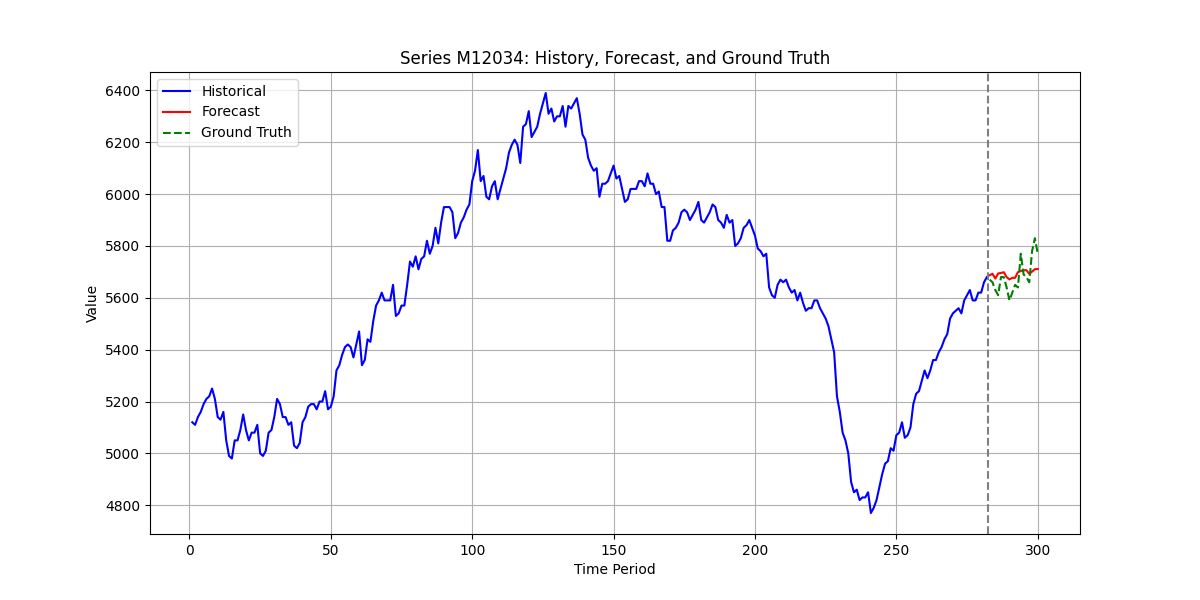 Series M12034: History, Forecast, and Ground Truth
Historical
Forecast
Ground Truth
6400
6200
6000
5800
5600
5400
5200
5000
4800
Value
0 50 100 150 200 250 300
Time Period